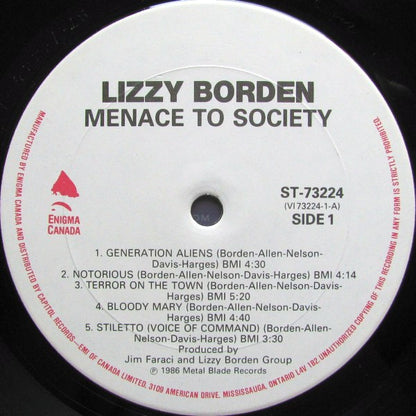 LIZZY BORDEN
MENACE TO SOCIETY
ENIGMA
CANADA
ST-73224
(VI 73224-1-A)
SIDE 1
1. GENERATION ALIENS (Borden-Allen-Nelson-
Davis-Harges) BMI 4:30
2. NOTORIOUS (Borden-Allen-Nelson-Davis-Harges) BMI 4:14
3. TERROR ON THE TOWN (Borden-Allen-Nelson-Davis-
Harges) BMI 5:20
4. BLOODY MARY (Borden-Allen-Nelson-Davis-
Harges) BMI 4:40
5. STILETTO (VOICE OF COMMAND) (Borden-Allen-
Nelson-Davis-Harges) BMI 3:30
Produced by
Jim Faraci and Lizzy Borden Group
℗ 1986 Metal Blade Records
MANUFACTURED BY ENIGMA CANADA AND DISTRIBUTED BY CAPITOL RECORDS—EMI OF CANADA LIMITED, 3109 AMERICAN DRIVE, MISSISSAUGA, ONTARIO L4V 1B2. UNAUTHORIZED COPYING OF THIS RECORDING IN ANY FORM IS STRICTLY PROHIBITED.